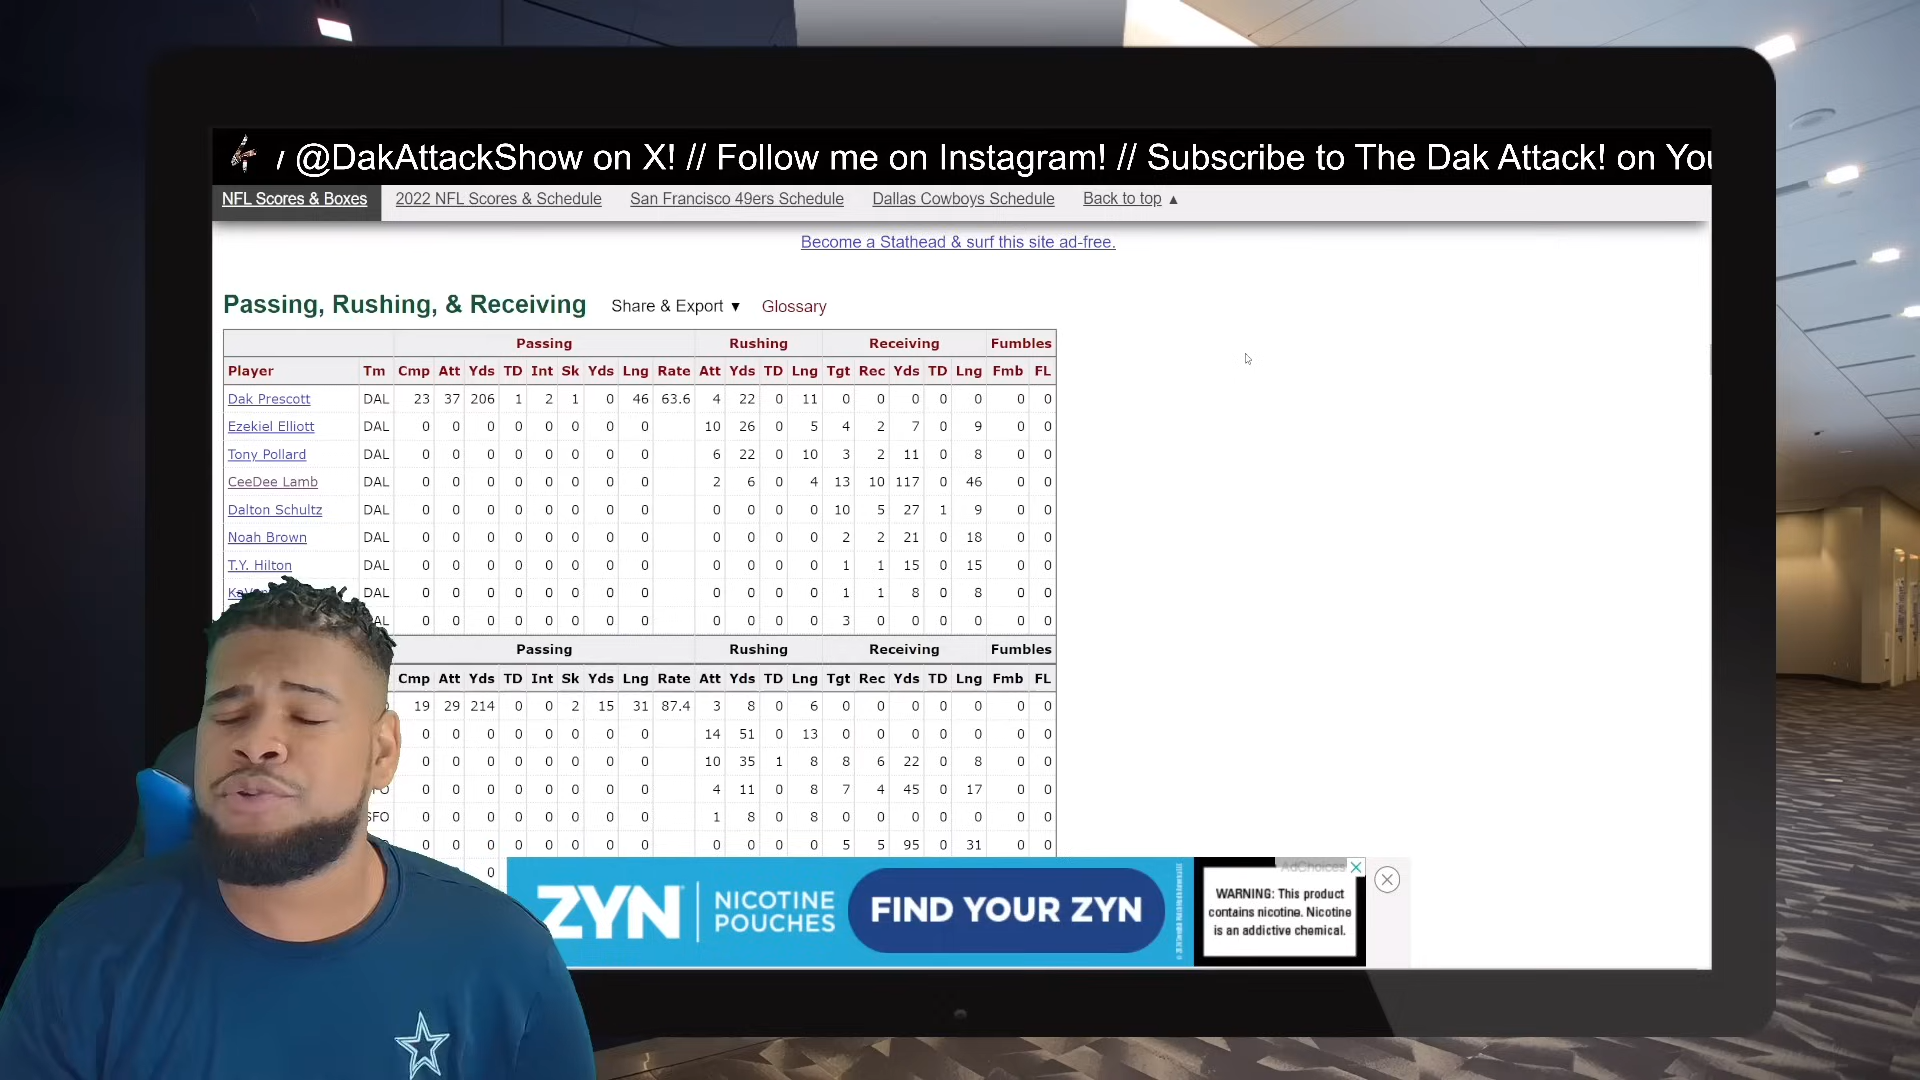 y @DakAttackShow on X! // Follow me on Instagram! // Subscribe to The Dak Attack! on You
NFL Scores & Boxes 2022 NFL Scores & Schedule San Francisco 49ers Schedule Dallas Cowboys Schedule Back to top ▲
Become a Stathead & surf this site ad-free.
Passing, Rushing, & Receiving Share & Export ▼ Glossary
Passing Rushing Receiving Fumbles
Player Tm Cmp Att Yds TD Int Sk Yds Lng Rate Att Yds TD Lng Tgt Rec Yds TD Lng Fmb FL
Dak Prescott DAL 23 37 206 1 2 1 0 46 63.6 4 22 0 11 0 0 0 0 0 0 0
Ezekiel Elliott DAL 0 0 0 0 0 0 0 0 10 26 0 5 4 2 7 0 9 0 0
Tony Pollard DAL 0 0 0 0 0 0 0 0 6 22 0 10 3 2 11 0 8 0 0
CeeDee Lamb DAL 0 0 0 0 0 0 0 0 2 6 0 4 13 10 117 0 46 0 0
Dalton Schultz DAL 0 0 0 0 0 0 0 0 0 0 0 0 10 5 27 1 9 0 0
Noah Brown DAL 0 0 0 0 0 0 0 0 0 0 0 0 2 2 21 0 18 0 0
T.Y. Hilton DAL 0 0 0 0 0 0 0 0 0 0 0 0 1 1 15 0 15 0 0
DAL 0 0 0 0 0 0 0 0 0 0 0 0 1 1 8 0 8 0 0
AL 0 0 0 0 0 0 0 0 0 0 0 0 3 0 0 0 0 0 0
Passing Rushing Receiving Fumbles
Cmp Att Yds TD Int Sk Yds Lng Rate Att Yds TD Lng Tgt Rec Yds TD Lng Fmb FL
19 29 214 0 0 2 15 31 87.4 3 8 0 6 0 0 0 0 0 0 0
0 0 0 0 0 0 0 0 14 51 0 13 0 0 0 0 0 0 0
0 0 0 0 0 0 0 0 10 35 1 8 8 6 22 0 8 0 0
FO 0 0 0 0 0 0 0 0 4 11 0 8 7 4 45 0 17 0 0
SFO 0 0 0 0 0 0 0 0 1 8 0 8 0 0 0 0 0 0 0
0 0 0 0 0 0 0 0 0 0 0 0 5 5 95 0 31 0 0
0
ZYN NICOTINE POUCHES FIND YOUR ZYN
AdChoices
WARNING: This product
contains nicotine. Nicotine
is an addictive chemical.